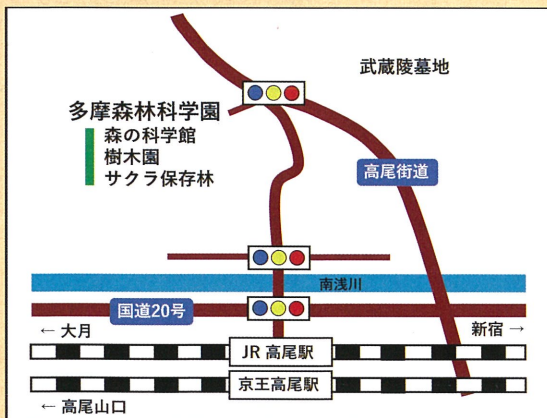 武蔵陵墓地
多摩森林科学園
森の科学館
樹木園
サクラ保存林
高尾街道
南浅川
国道20号
← 大月
新宿 →
JR 高尾駅
京王高尾駅
← 高尾山口